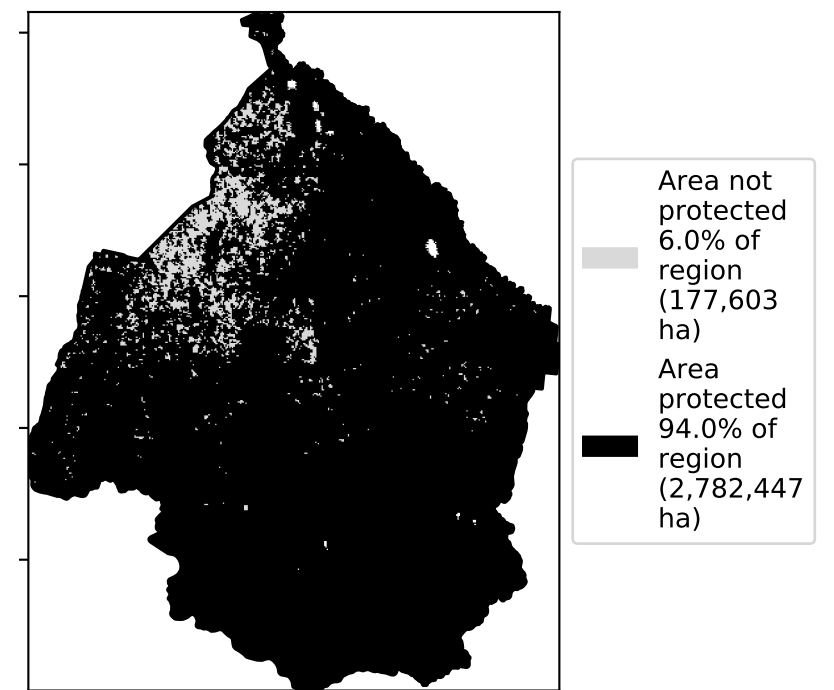 Area not
protected
6.0% of
region
(177,603
ha)
Area
protected
94.0% of
region
(2,782,447
ha)